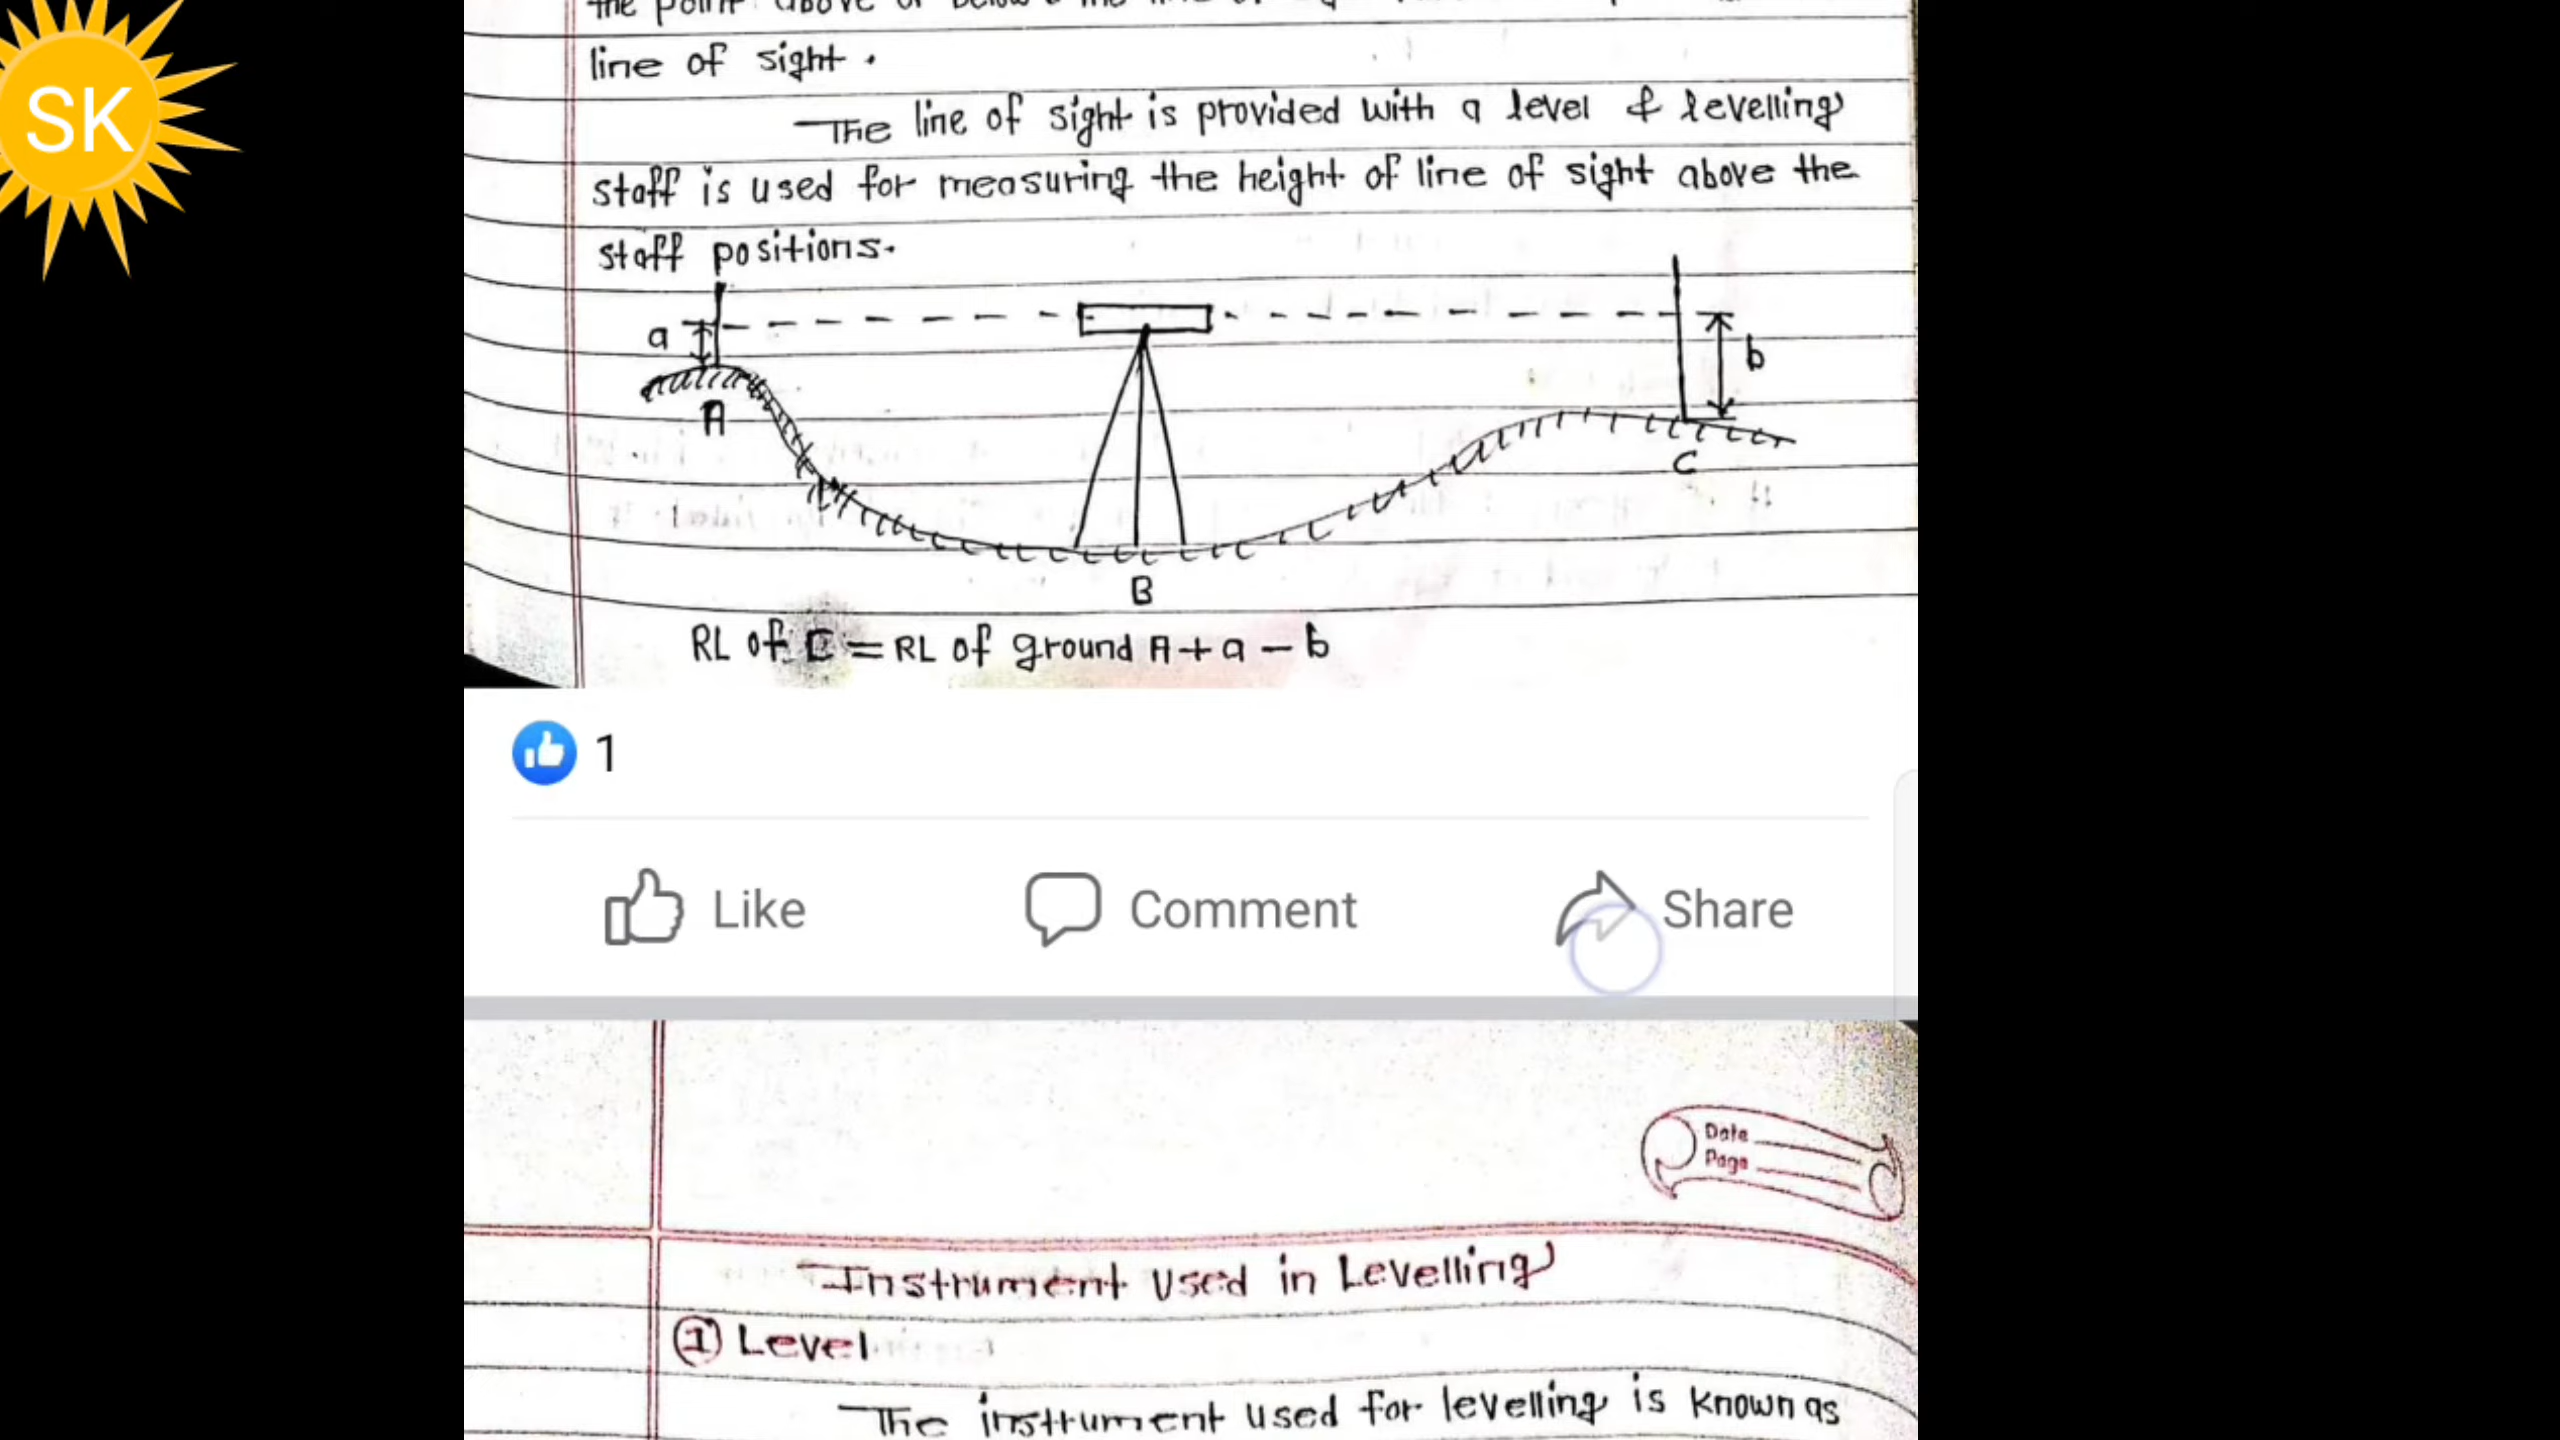 SK
line of sight.
The line of sight is provided with a level & levelling
staff is used for measuring the height of line of sight above the
staff positions.
a
b
A
C
B
RL of C = RL of ground A + a - b
1
Like
Comment
Share
Date
Page
Instrument Used in Levelling
1 Level
The instrument used for levelling is known as